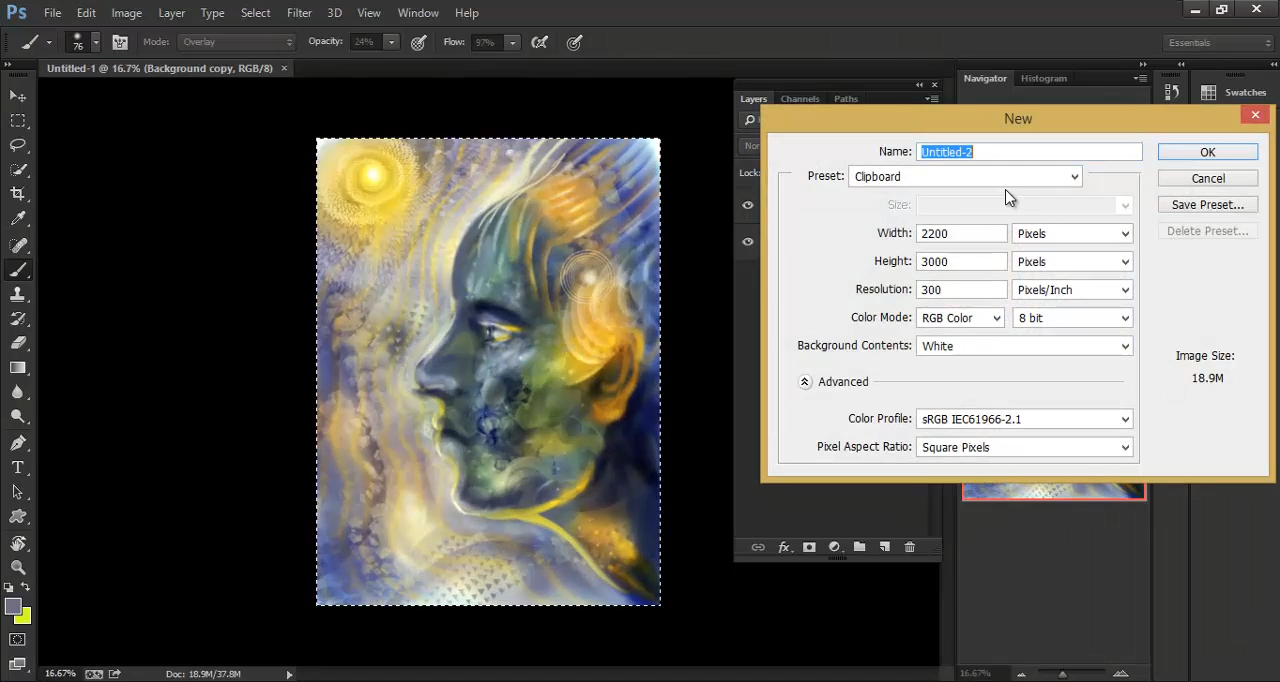 Ps File Edit Image Layer Type Select Filter 3D View Window Help
76 Mode: Overlay Opacity: 24% Flow: 97% Essentials
Untitled-1 @ 16.7% (Background copy, RGB/8) ×
Layers Channels Paths
Navigator Histogram
Swatches
New
Name: Untitled-2 OK
Preset: Clipboard Cancel
Size: Save Preset...
Width: 2200 Pixels Delete Preset...
Height: 3000 Pixels
Resolution: 300 Pixels/Inch
Color Mode: RGB Color 8 bit
Background Contents: White
Image Size:
18.9M
Advanced
Color Profile: sRGB IEC61966-2.1
Pixel Aspect Ratio: Square Pixels
Lock:
fx
T
16.67% Doc: 18.9M/37.8M
16.67%